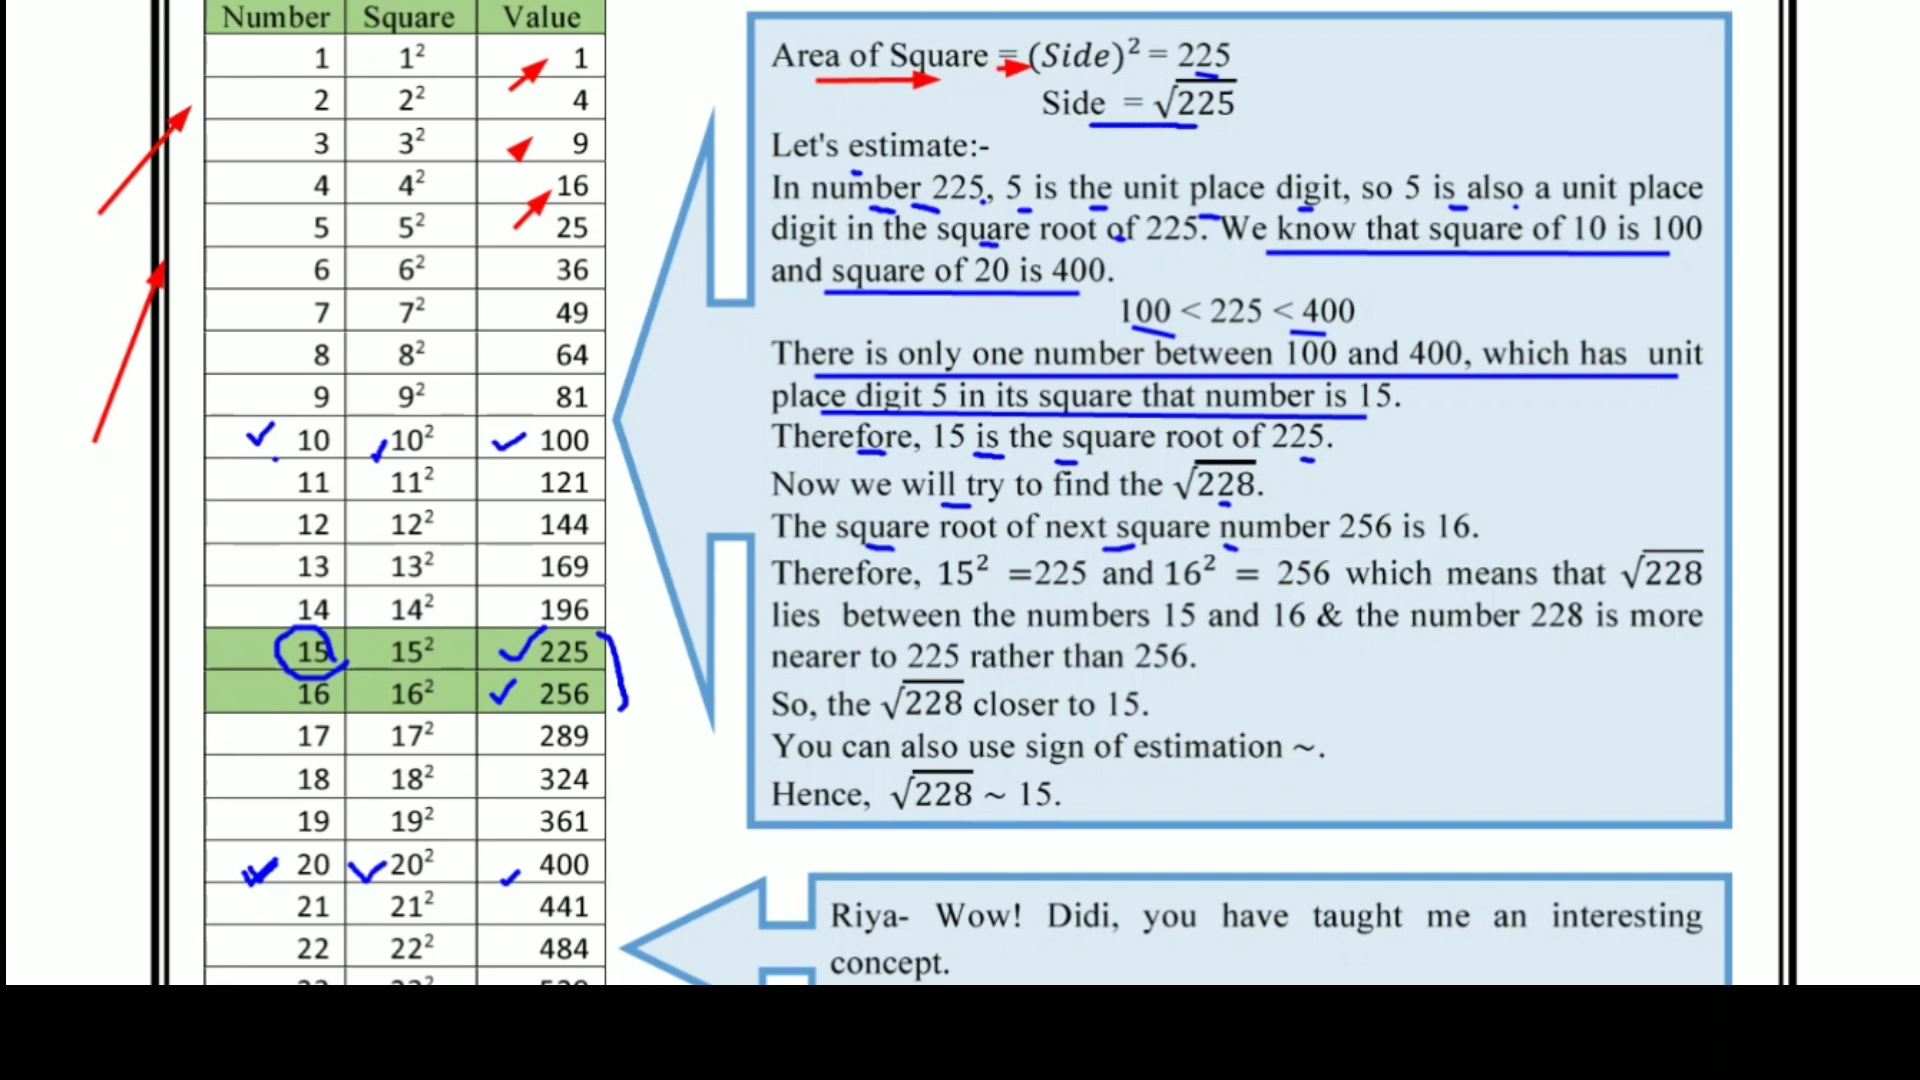 Number Square Value
1 1² 1
2 2² 4
3 3² 9
4 4² 16
5 5² 25
6 6² 36
7 7² 49
8 8² 64
9 9² 81
10 10² 100
11 11² 121
12 12² 144
13 13² 169
14 14² 196
15 15² 225
16 16² 256
17 17² 289
18 18² 324
19 19² 361
20 20² 400
21 21² 441
22 22² 484
Area of Square = (Side)² = 225
Side = √225
Let's estimate:-
In number 225, 5 is the unit place digit, so 5 is also a unit place
digit in the square root of 225. We know that square of 10 is 100
and square of 20 is 400.
100 < 225 < 400
There is only one number between 100 and 400, which has unit
place digit 5 in its square that number is 15.
Therefore, 15 is the square root of 225.
Now we will try to find the √228.
The square root of next square number 256 is 16.
Therefore, 15² =225 and 16² = 256 which means that √228
lies between the numbers 15 and 16 & the number 228 is more
nearer to 225 rather than 256.
So, the √228 closer to 15.
You can also use sign of estimation ~.
Hence, √228 ~ 15.
Riya- Wow! Didi, you have taught me an interesting
concept.